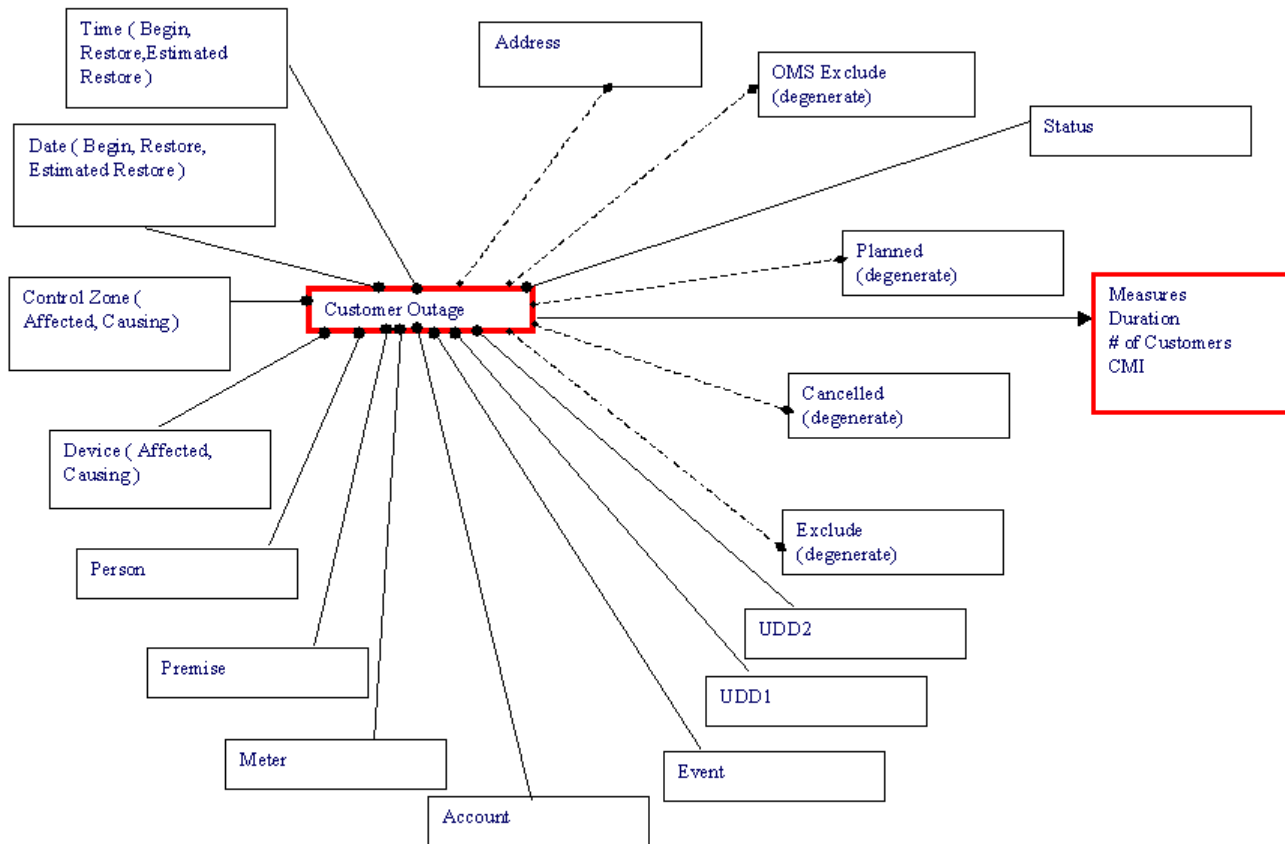 Time ( Begin,
Restore,Estimated
Restore )
Address
OMS Exclude
(degenerate)
Status
Date ( Begin, Restore,
Estimated Restore )
Planned
(degenerate)
Control Zone (
Affected, Causing )
Customer Outage
Measures
Duration
# of Customers
CMI
Cancelled
(degenerate)
Device ( Affected,
Causing )
Exclude
(degenerate)
Person
UDD2
Premise
UDD1
Meter
Event
Account